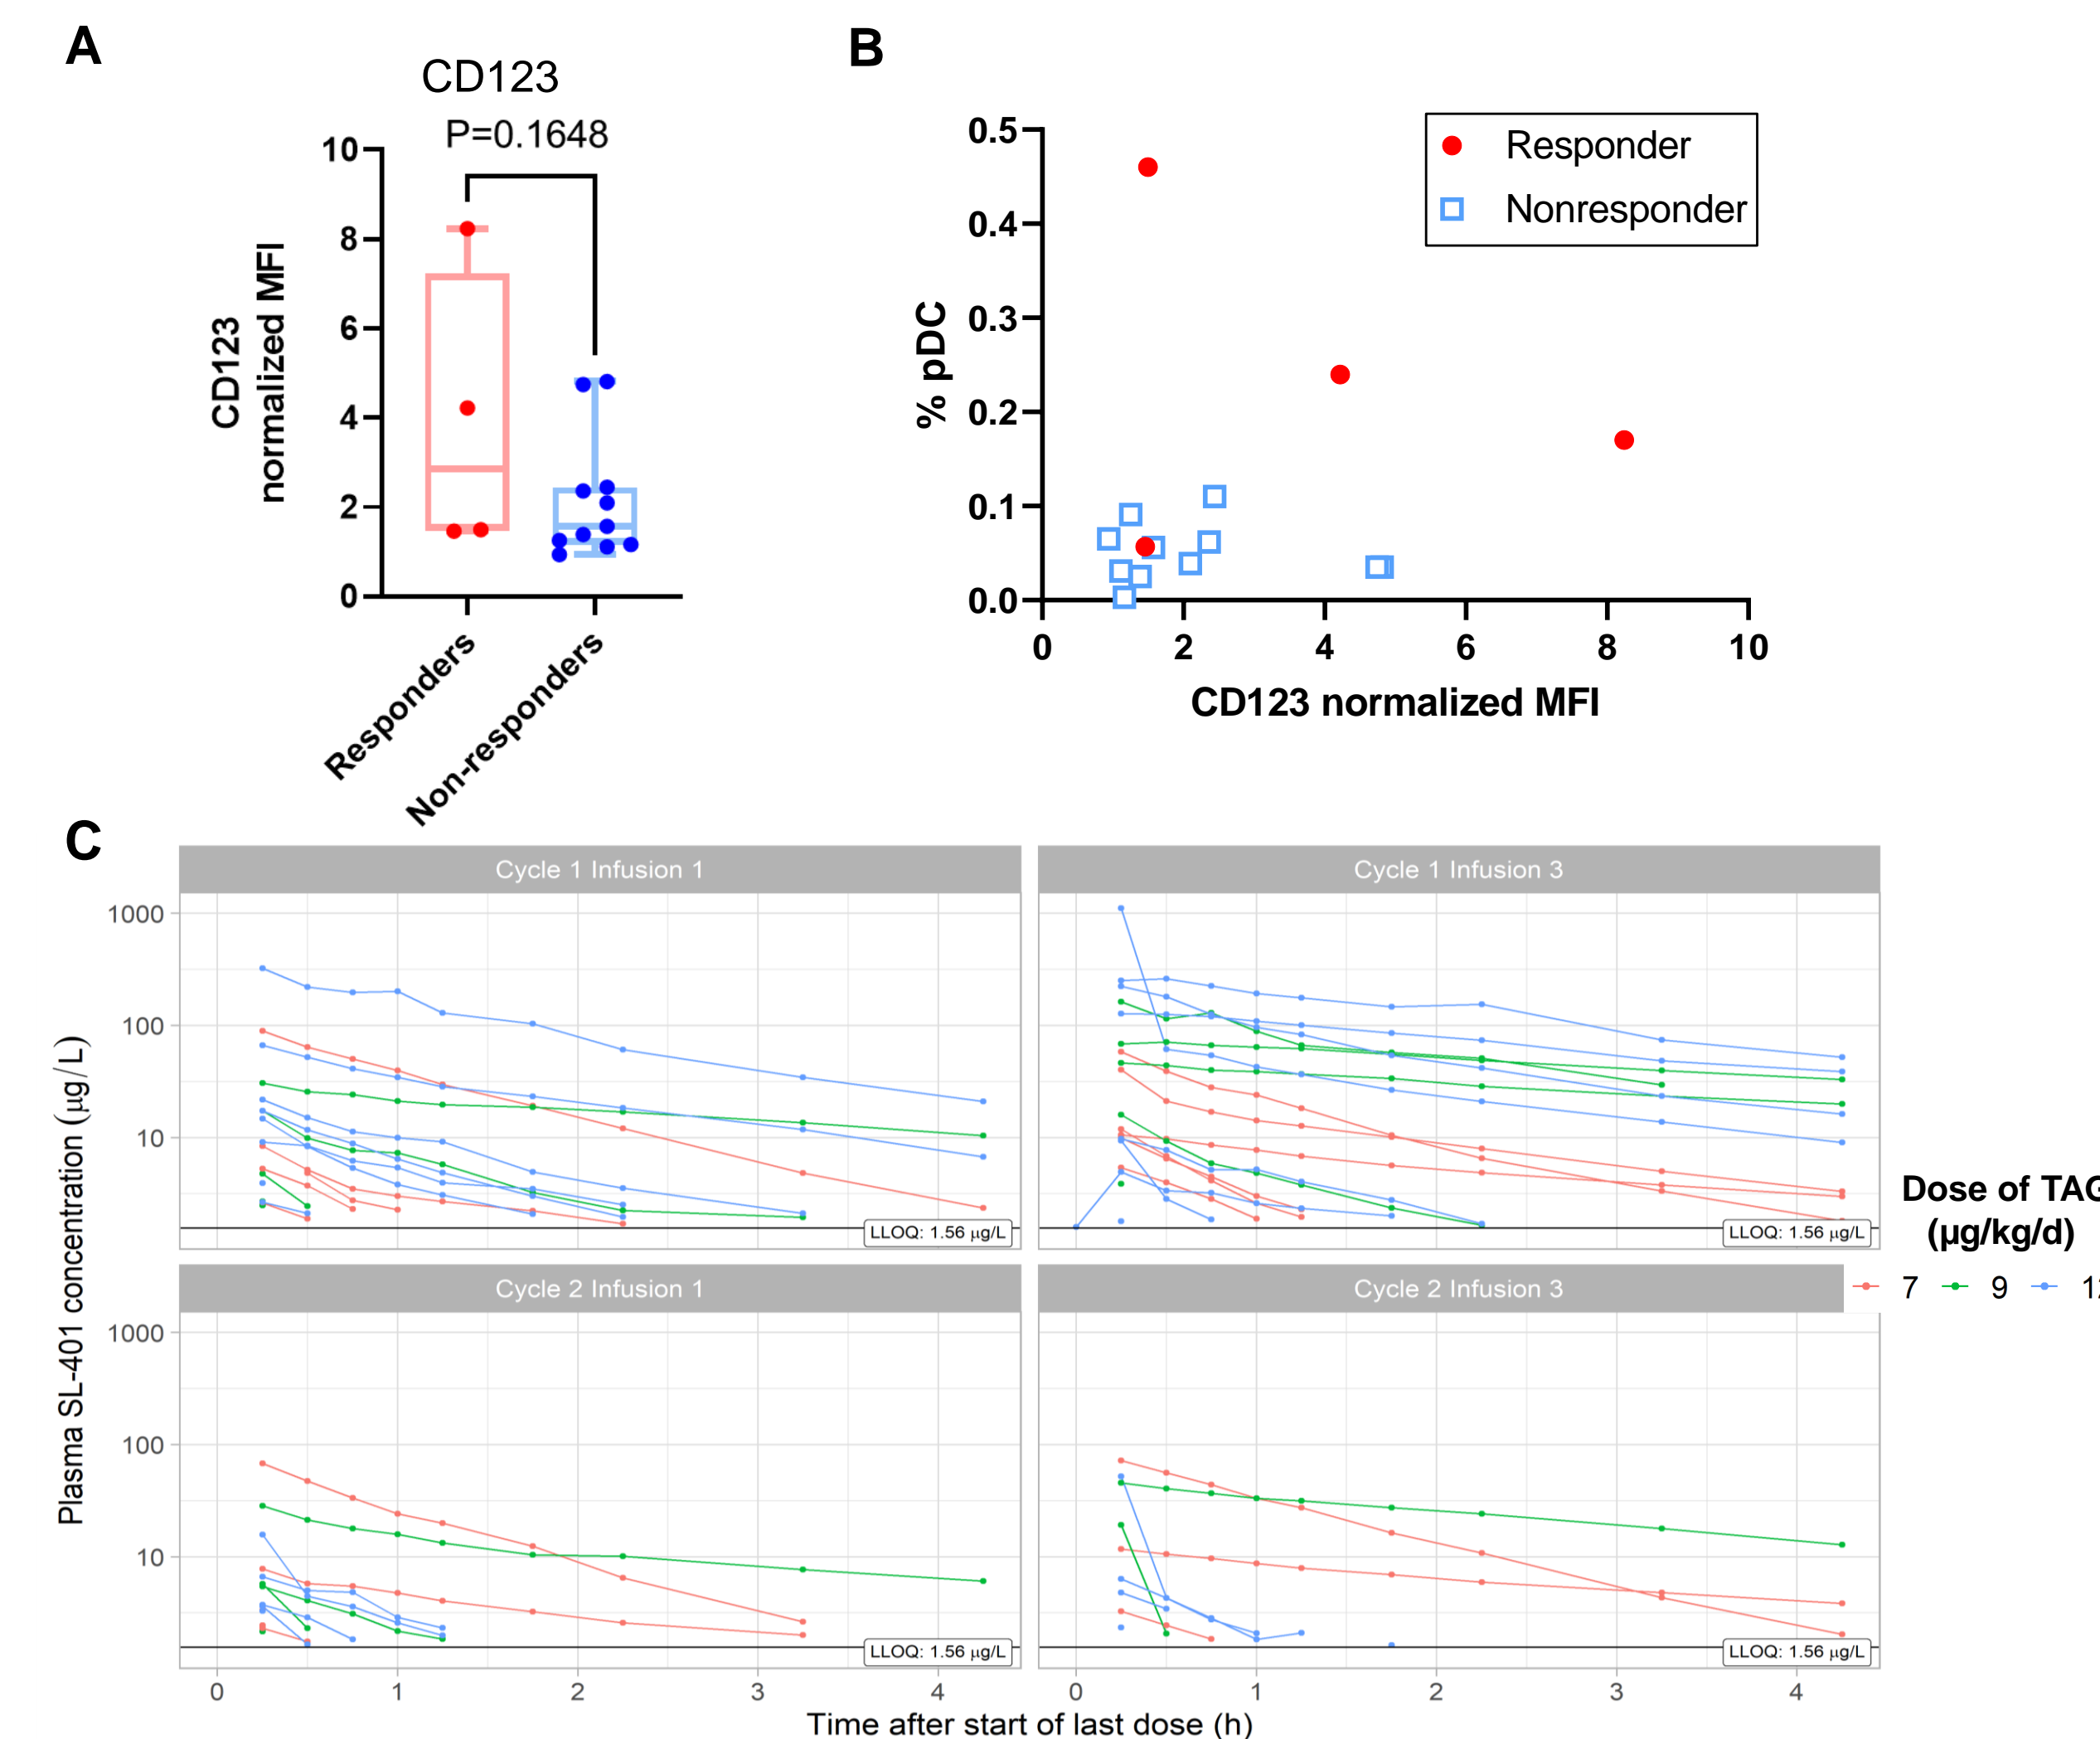 A
CD123
P=0.1648
CD123
normalized MFI
10
8
6
4
2
0
Responders
Non-responders
B
Responder
Nonresponder
% pDC
0.5
0.4
0.3
0.2
0.1
0.0
0 2 4 6 8 10
CD123 normalized MFI
C
Plasma SL-401 concentration (µg/L)
Cycle 1 Infusion 1
Cycle 1 Infusion 3
1000
100
10
LLOQ: 1.56 µg/L
LLOQ: 1.56 µg/L
Cycle 2 Infusion 1
Cycle 2 Infusion 3
1000
100
10
LLOQ: 1.56 µg/L
LLOQ: 1.56 µg/L
0 1 2 3 4
0 1 2 3 4
Time after start of last dose (h)
Dose of TAG
(µg/kg/d)
7 9